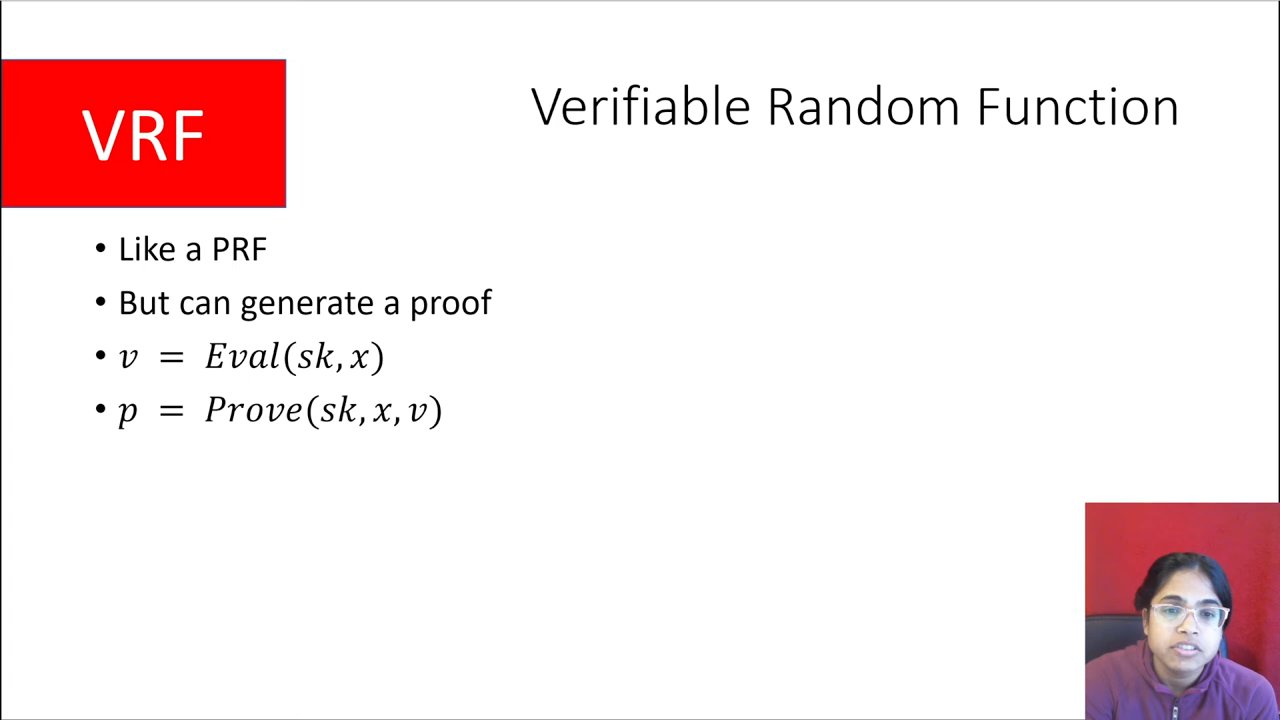 VRF
Verifiable Random Function
• Like a PRF
• But can generate a proof
• 𝑣 = 𝐸𝑣𝑎𝑙(𝑠𝑘, 𝑥)
• 𝑝 = 𝑃𝑟𝑜𝑣𝑒(𝑠𝑘, 𝑥, 𝑣)